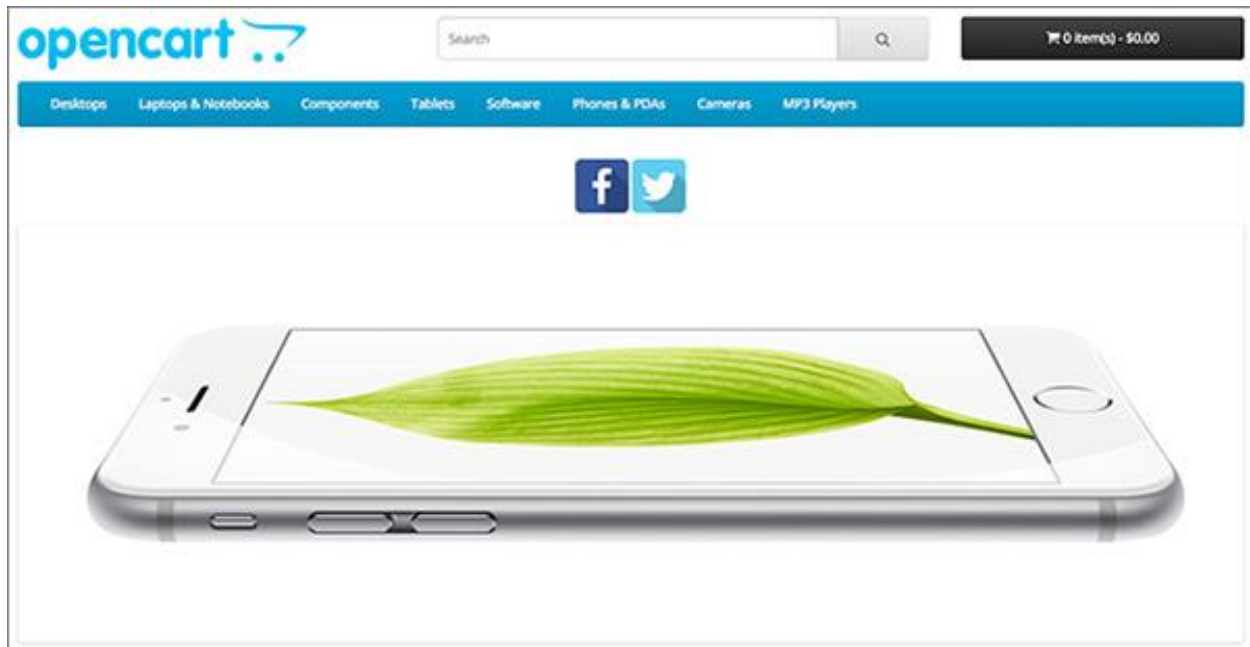 opencart
Search
0 item(s) - $0.00
Desktops Laptops & Notebooks Components Tablets Software Phones & PDAs Cameras MP3 Players